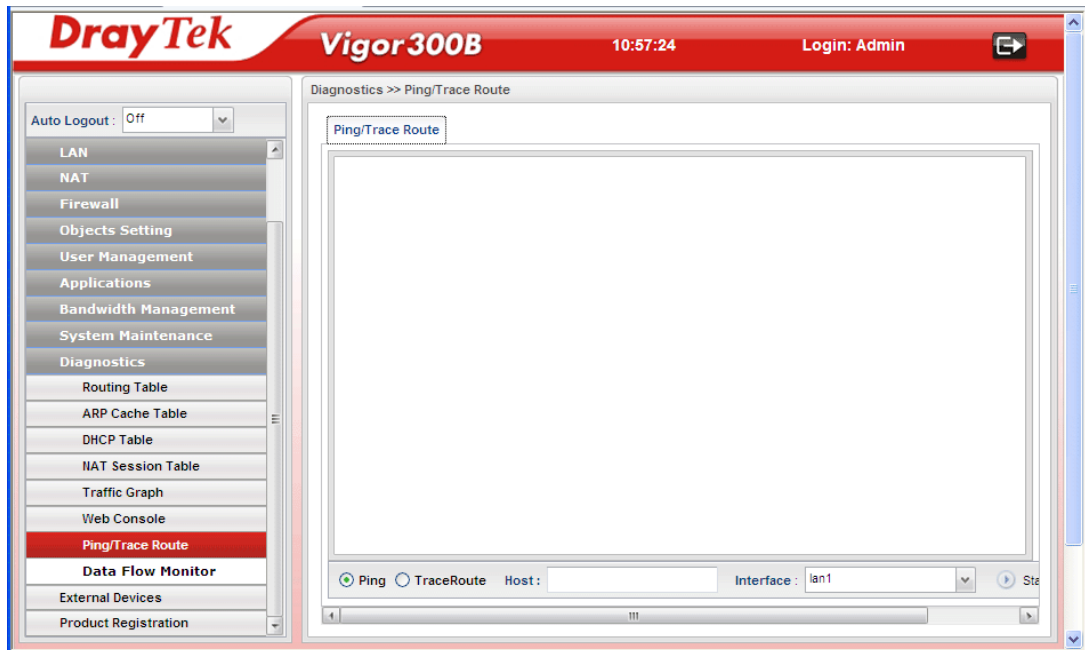 DrayTek
Vigor300B
10:57:24
Login: Admin
Auto Logout : Off
LAN
NAT
Firewall
Objects Setting
User Management
Applications
Bandwidth Management
System Maintenance
Diagnostics
Routing Table
ARP Cache Table
DHCP Table
NAT Session Table
Traffic Graph
Web Console
Ping/Trace Route
Data Flow Monitor
External Devices
Product Registration
Diagnostics >> Ping/Trace Route
Ping/Trace Route
Ping TraceRoute Host : Interface : lan1 Sta